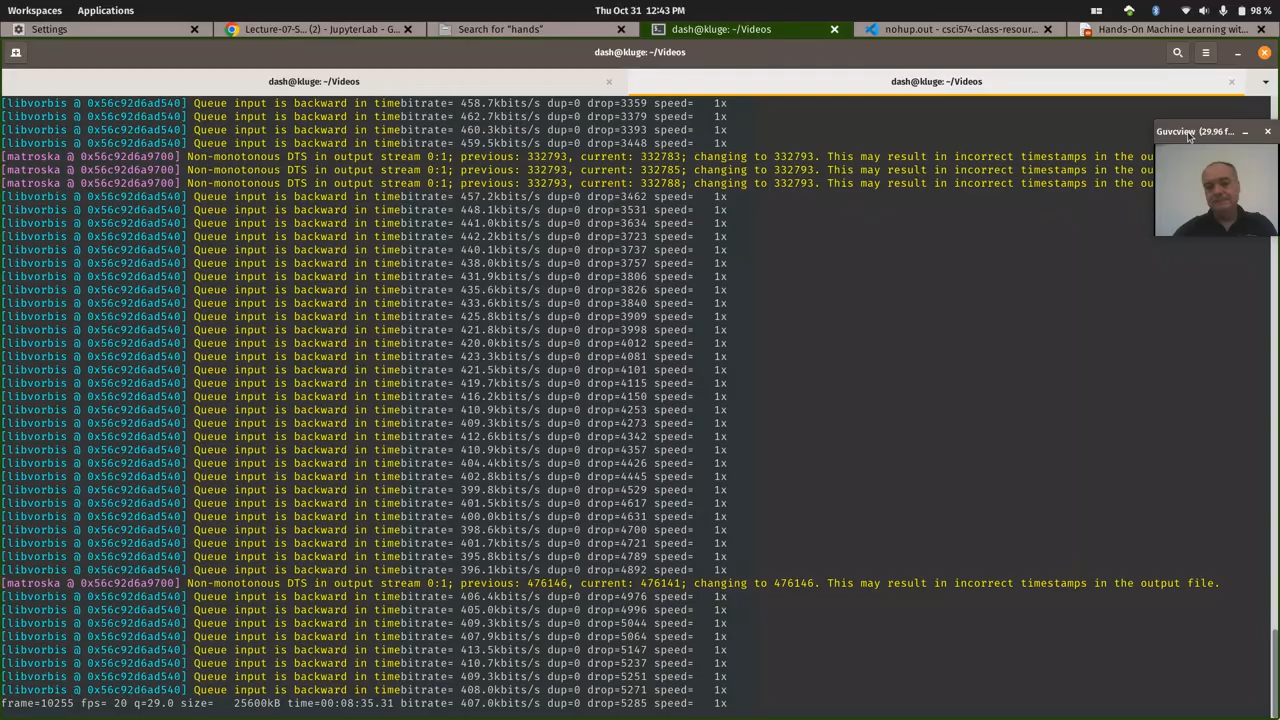 Workspaces Applications Thu Oct 31 12:43 PM 98 %
Settings Lecture-07-S... (2) - JupyterLab - G... Search for “hands” dash@kluge: ~/Videos nohup.out - csci574-class-resour... Hands-On Machine Learning wit...
dash@kluge: ~/Videos
dash@kluge: ~/Videos dash@kluge: ~/Videos
[libvorbis @ 0x56c92d6ad540] Queue input is backward in timebitrate= 458.7kbits/s dup=0 drop=3359 speed= 1x
[libvorbis @ 0x56c92d6ad540] Queue input is backward in timebitrate= 462.7kbits/s dup=0 drop=3379 speed= 1x
[libvorbis @ 0x56c92d6ad540] Queue input is backward in timebitrate= 460.3kbits/s dup=0 drop=3393 speed= 1x
[libvorbis @ 0x56c92d6ad540] Queue input is backward in timebitrate= 459.5kbits/s dup=0 drop=3448 speed= 1x
Guvcview (29.96 f...
[matroska @ 0x56c92d6a9700] Non-monotonous DTS in output stream 0:1; previous: 332793, current: 332783; changing to 332793. This may result in incorrect timestamps in the ou
[matroska @ 0x56c92d6a9700] Non-monotonous DTS in output stream 0:1; previous: 332793, current: 332785; changing to 332793. This may result in incorrect timestamps in the ou
[matroska @ 0x56c92d6a9700] Non-monotonous DTS in output stream 0:1; previous: 332793, current: 332788; changing to 332793. This may result in incorrect timestamps in the ou
[libvorbis @ 0x56c92d6ad540] Queue input is backward in timebitrate= 457.2kbits/s dup=0 drop=3462 speed= 1x
[libvorbis @ 0x56c92d6ad540] Queue input is backward in timebitrate= 448.1kbits/s dup=0 drop=3531 speed= 1x
[libvorbis @ 0x56c92d6ad540] Queue input is backward in timebitrate= 441.0kbits/s dup=0 drop=3634 speed= 1x
[libvorbis @ 0x56c92d6ad540] Queue input is backward in timebitrate= 442.2kbits/s dup=0 drop=3723 speed= 1x
[libvorbis @ 0x56c92d6ad540] Queue input is backward in timebitrate= 440.1kbits/s dup=0 drop=3737 speed= 1x
[libvorbis @ 0x56c92d6ad540] Queue input is backward in timebitrate= 438.0kbits/s dup=0 drop=3757 speed= 1x
[libvorbis @ 0x56c92d6ad540] Queue input is backward in timebitrate= 431.9kbits/s dup=0 drop=3806 speed= 1x
[libvorbis @ 0x56c92d6ad540] Queue input is backward in timebitrate= 435.6kbits/s dup=0 drop=3826 speed= 1x
[libvorbis @ 0x56c92d6ad540] Queue input is backward in timebitrate= 433.6kbits/s dup=0 drop=3840 speed= 1x
[libvorbis @ 0x56c92d6ad540] Queue input is backward in timebitrate= 425.8kbits/s dup=0 drop=3909 speed= 1x
[libvorbis @ 0x56c92d6ad540] Queue input is backward in timebitrate= 421.8kbits/s dup=0 drop=3998 speed= 1x
[libvorbis @ 0x56c92d6ad540] Queue input is backward in timebitrate= 420.0kbits/s dup=0 drop=4012 speed= 1x
[libvorbis @ 0x56c92d6ad540] Queue input is backward in timebitrate= 423.3kbits/s dup=0 drop=4081 speed= 1x
[libvorbis @ 0x56c92d6ad540] Queue input is backward in timebitrate= 421.5kbits/s dup=0 drop=4101 speed= 1x
[libvorbis @ 0x56c92d6ad540] Queue input is backward in timebitrate= 419.7kbits/s dup=0 drop=4115 speed= 1x
[libvorbis @ 0x56c92d6ad540] Queue input is backward in timebitrate= 416.2kbits/s dup=0 drop=4150 speed= 1x
[libvorbis @ 0x56c92d6ad540] Queue input is backward in timebitrate= 410.9kbits/s dup=0 drop=4253 speed= 1x
[libvorbis @ 0x56c92d6ad540] Queue input is backward in timebitrate= 409.3kbits/s dup=0 drop=4273 speed= 1x
[libvorbis @ 0x56c92d6ad540] Queue input is backward in timebitrate= 412.6kbits/s dup=0 drop=4342 speed= 1x
[libvorbis @ 0x56c92d6ad540] Queue input is backward in timebitrate= 410.9kbits/s dup=0 drop=4357 speed= 1x
[libvorbis @ 0x56c92d6ad540] Queue input is backward in timebitrate= 404.4kbits/s dup=0 drop=4426 speed= 1x
[libvorbis @ 0x56c92d6ad540] Queue input is backward in timebitrate= 402.8kbits/s dup=0 drop=4445 speed= 1x
[libvorbis @ 0x56c92d6ad540] Queue input is backward in timebitrate= 399.8kbits/s dup=0 drop=4529 speed= 1x
[libvorbis @ 0x56c92d6ad540] Queue input is backward in timebitrate= 401.5kbits/s dup=0 drop=4617 speed= 1x
[libvorbis @ 0x56c92d6ad540] Queue input is backward in timebitrate= 400.0kbits/s dup=0 drop=4631 speed= 1x
[libvorbis @ 0x56c92d6ad540] Queue input is backward in timebitrate= 398.6kbits/s dup=0 drop=4700 speed= 1x
[libvorbis @ 0x56c92d6ad540] Queue input is backward in timebitrate= 401.7kbits/s dup=0 drop=4721 speed= 1x
[libvorbis @ 0x56c92d6ad540] Queue input is backward in timebitrate= 395.8kbits/s dup=0 drop=4789 speed= 1x
[libvorbis @ 0x56c92d6ad540] Queue input is backward in timebitrate= 396.1kbits/s dup=0 drop=4892 speed= 1x
[matroska @ 0x56c92d6a9700] Non-monotonous DTS in output stream 0:1; previous: 476146, current: 476141; changing to 476146. This may result in incorrect timestamps in the output file.
[libvorbis @ 0x56c92d6ad540] Queue input is backward in timebitrate= 406.4kbits/s dup=0 drop=4976 speed= 1x
[libvorbis @ 0x56c92d6ad540] Queue input is backward in timebitrate= 405.0kbits/s dup=0 drop=4996 speed= 1x
[libvorbis @ 0x56c92d6ad540] Queue input is backward in timebitrate= 409.3kbits/s dup=0 drop=5044 speed= 1x
[libvorbis @ 0x56c92d6ad540] Queue input is backward in timebitrate= 407.9kbits/s dup=0 drop=5064 speed= 1x
[libvorbis @ 0x56c92d6ad540] Queue input is backward in timebitrate= 413.5kbits/s dup=0 drop=5147 speed= 1x
[libvorbis @ 0x56c92d6ad540] Queue input is backward in timebitrate= 410.7kbits/s dup=0 drop=5237 speed= 1x
[libvorbis @ 0x56c92d6ad540] Queue input is backward in timebitrate= 409.3kbits/s dup=0 drop=5251 speed= 1x
[libvorbis @ 0x56c92d6ad540] Queue input is backward in timebitrate= 408.0kbits/s dup=0 drop=5271 speed= 1x
frame=10255 fps= 20 q=29.0 size= 25600kB time=00:08:35.31 bitrate= 407.0kbits/s dup=0 drop=5285 speed= 1x